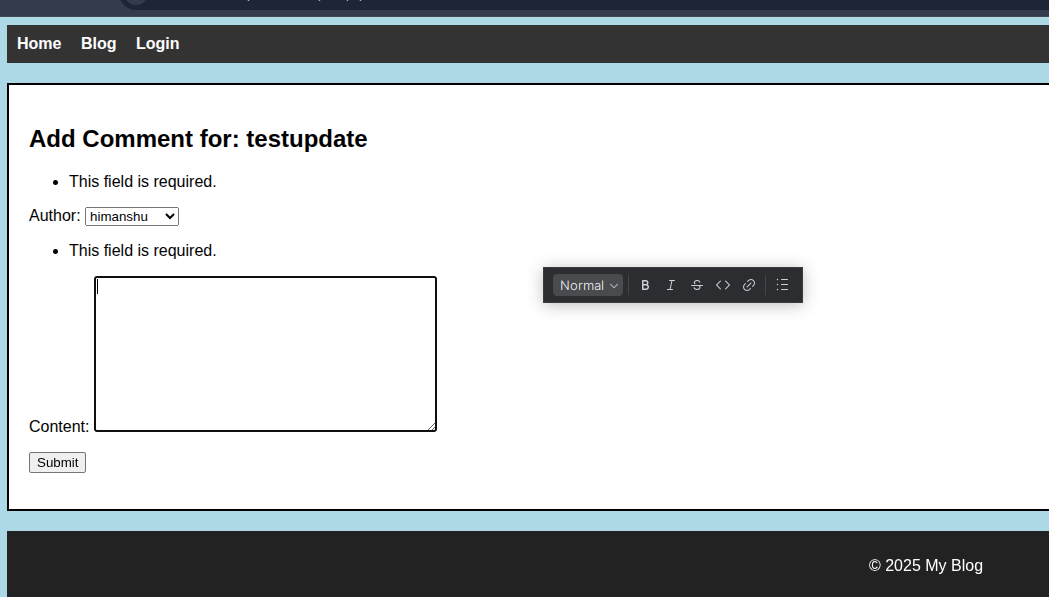 Home Blog Login
Add Comment for: testupdate
This field is required.
Author: himanshu
This field is required.
Normal B I S
Content:
Submit
© 2025 My Blog